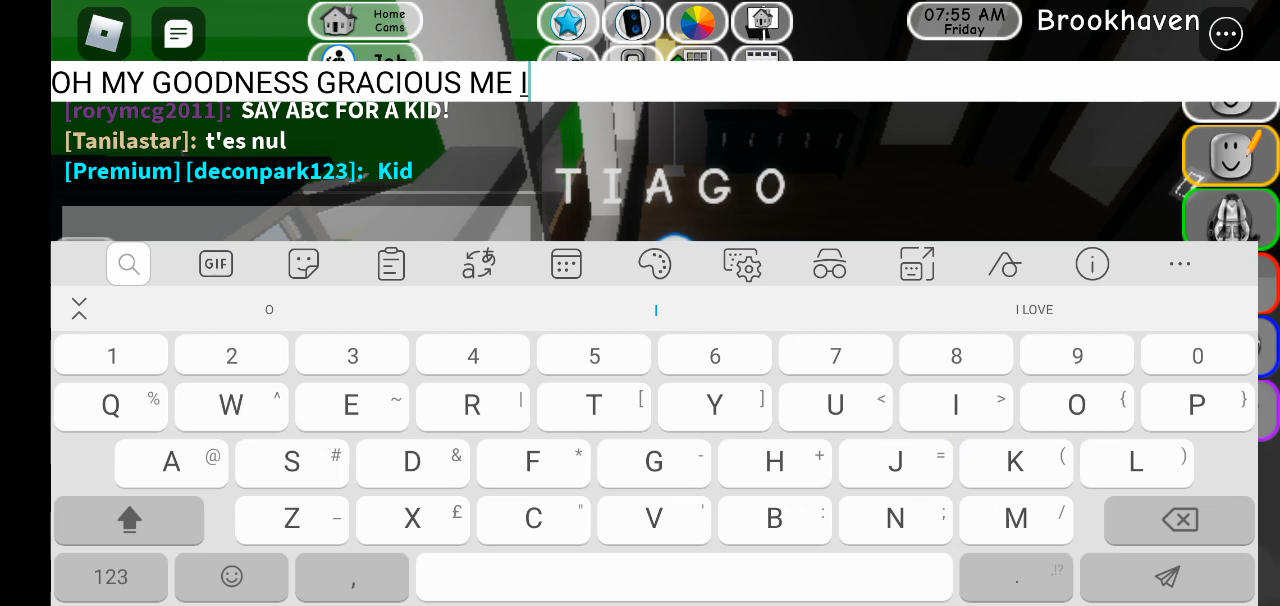 Home
Cams
07:55 AM
Friday
Brookhaven
Job
OH MY GOODNESS GRACIOUS ME I
[rorymcg2011]: SAY ABC FOR A KID!
[Tanilastar]: t'es nul
[Premium] [deconpark123]: Kid
TIAGO
GIF
O I I LOVE
1 2 3 4 5 6 7 8 9 0
Q % W ^ E ~ R | T [ Y ] U < I > O { P }
A @ S # D & F * G - H + J = K ( L )
Z _ X £ C " V ' B : N ; M /
123 , . ,!?